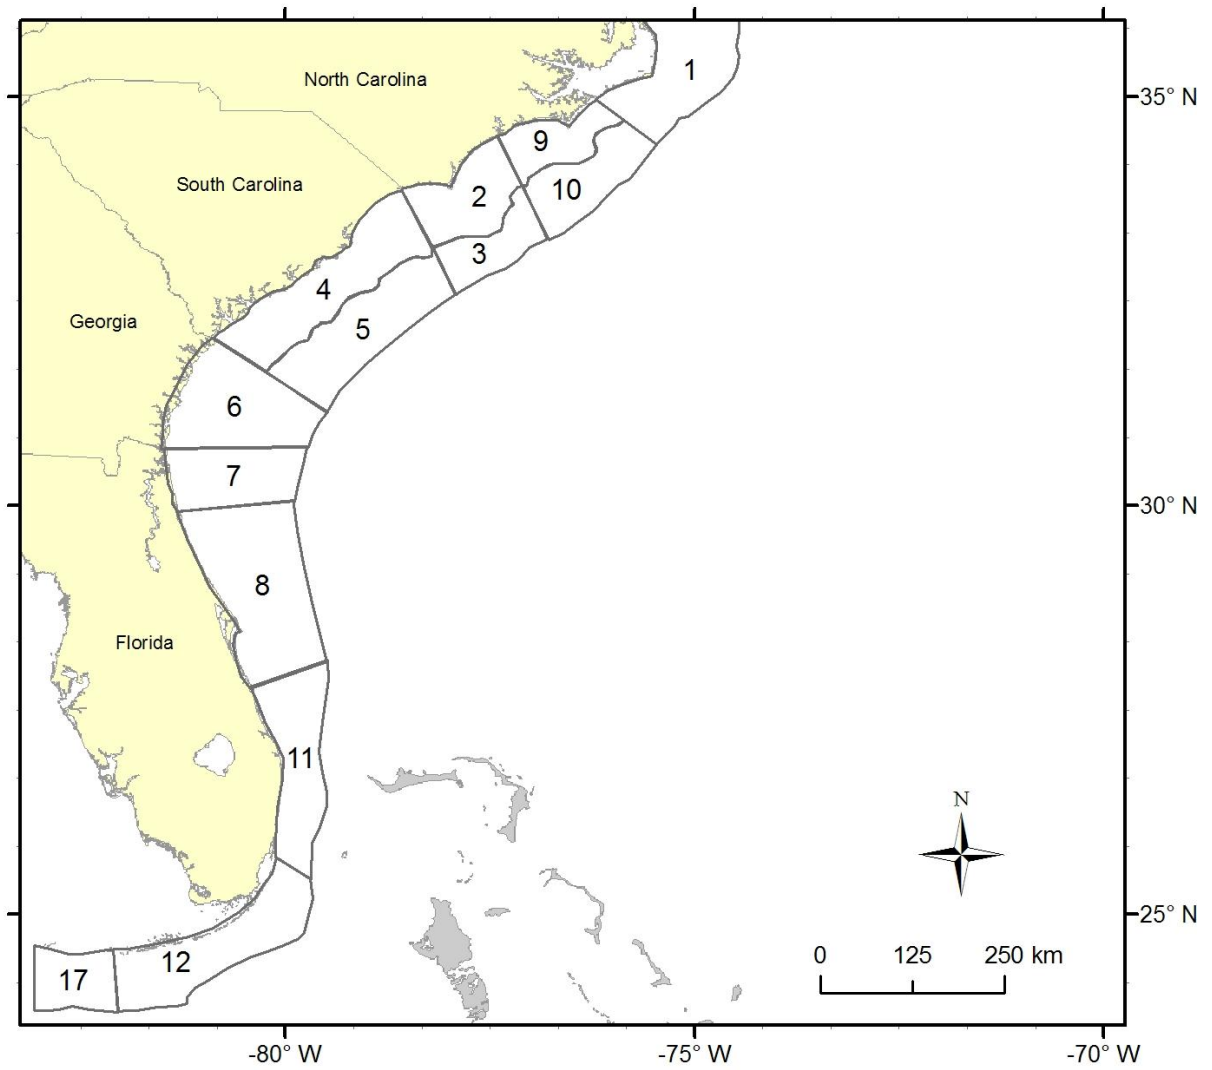 1
North Carolina
35° N
9
10
South Carolina
2
3
4
5
Georgia
6
7
30° N
8
Florida
11
N
25° N
12
0 125 250 km
17
-80° W -75° W -70° W